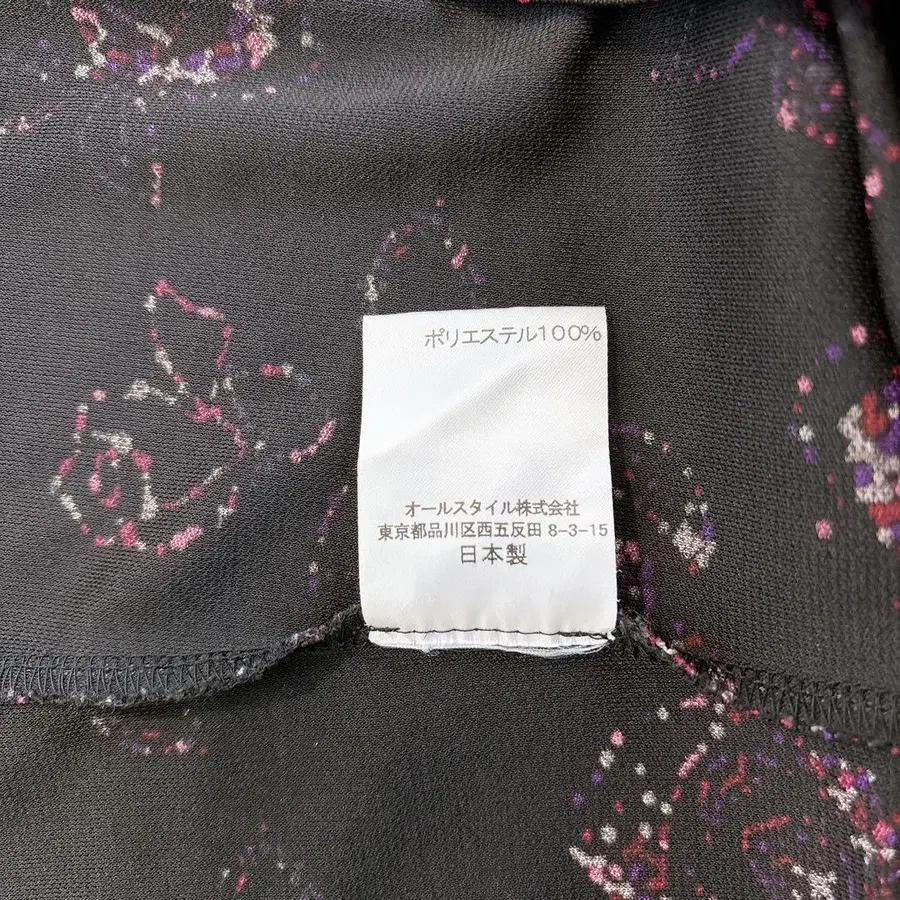 ポリエステル100%
オールスタイル株式会社
東京都品川区西五反田 8-3-15
日本製